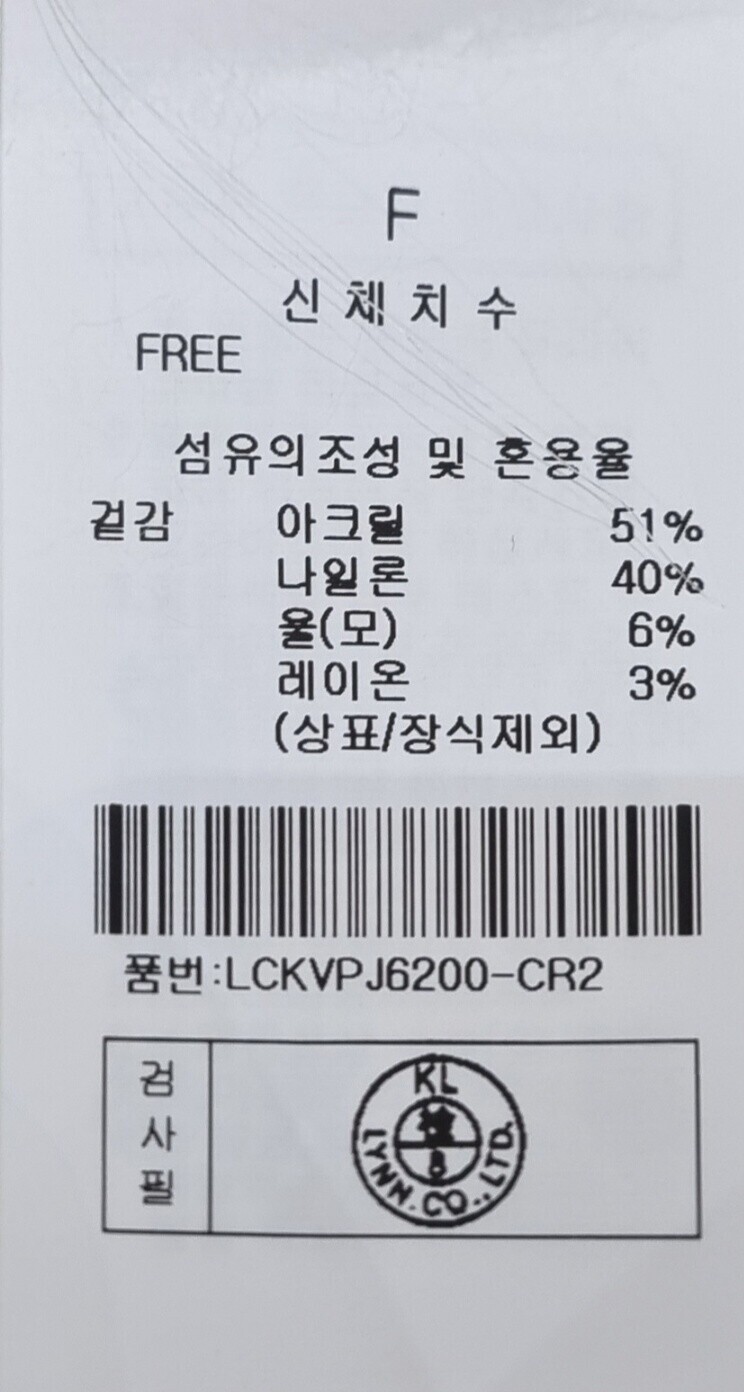 F
신체치수
FREE
섬유의조성 및 혼용율
겉감 아크릴 51%
나일론 40%
울(모) 6%
레이온 3%
(상표/장식제외)
품번:LCKVPJ6200-CR2
검사필
KL
8
LYNN.CO.,LTD.